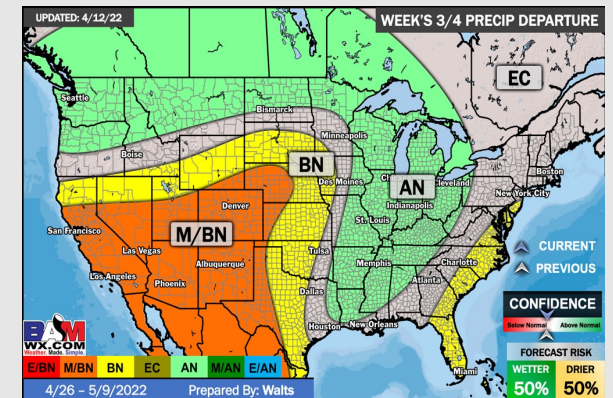 UPDATED: 4/12/22
WEEK'S 3/4 PRECIP DEPARTURE
EC
Seattle
Bismarck
Minneapolis
Boise
BN
Boston
Cleveland
Des Moines
AN
New York City
Indianapolis
Denver
St. Louis
San Francisco
M/BN
Las Vegas
CURRENT
Tulsa
Charlotte
Albuquerque
Memphis
PREVIOUS
Los Angeles
Phoenix
Atlanta
Dallas
CONFIDENCE
Houston
New Orleans
Below Normal
Above Normal
BAM
WX.COM
Weather. Made. Simple.
FORECAST RISK
E/BN M/BN BN EC AN M/AN E/AN
Miami
WETTER
DRIER
4/26 – 5/9/2022
Prepared By: Walts
50%
50%